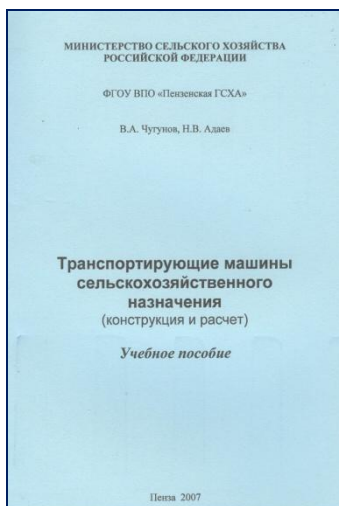 МИНИСТЕРСТВО СЕЛЬСКОГО ХОЗЯЙСТВА
РОССИЙСКОЙ ФЕДЕРАЦИИ
ФГОУ ВПО «Пензенская ГСХА»
В.А. Чугунов, Н.В. Адаев
Транспортирующие машины
сельскохозяйственного
назначения
(конструкция и расчет)
Учебное пособие
Пенза 2007